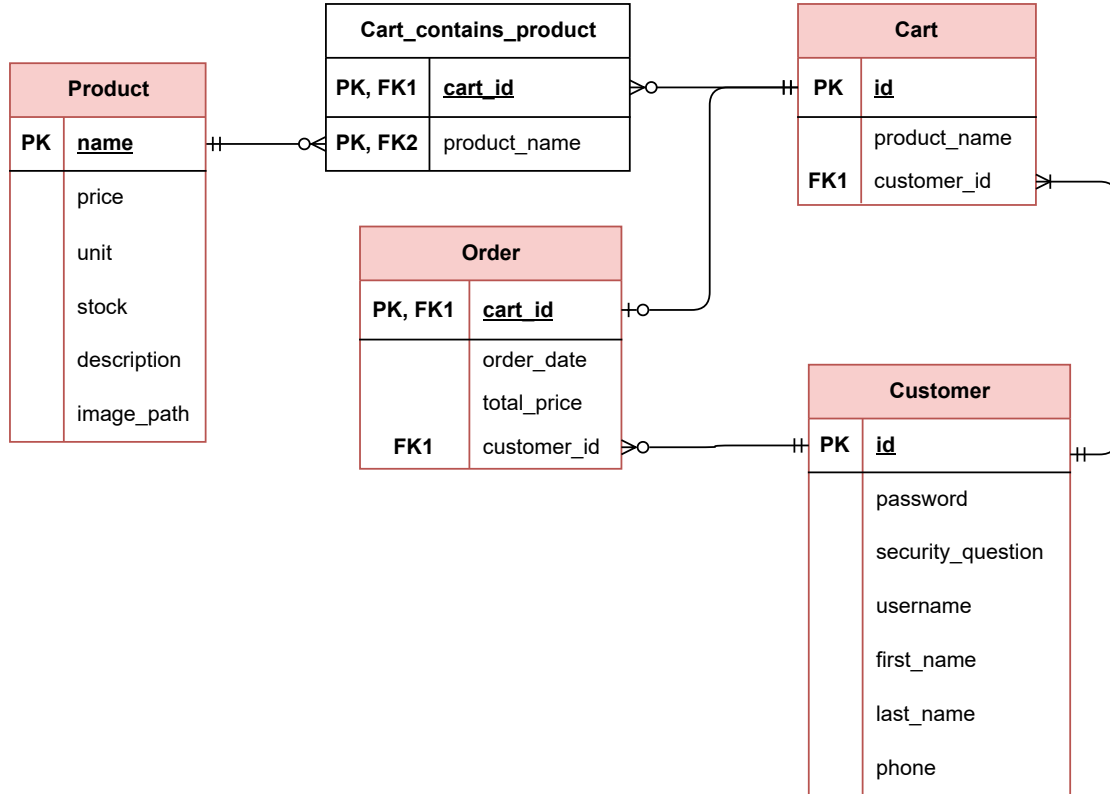 Product
PK name
price
unit
stock
description
image_path
Cart_contains_product
PK, FK1 cart_id
PK, FK2 product_name
Cart
PK id
product_name
FK1 customer_id
Order
PK, FK1 cart_id
order_date
total_price
FK1 customer_id
Customer
PK id
password
security_question
username
first_name
last_name
phone